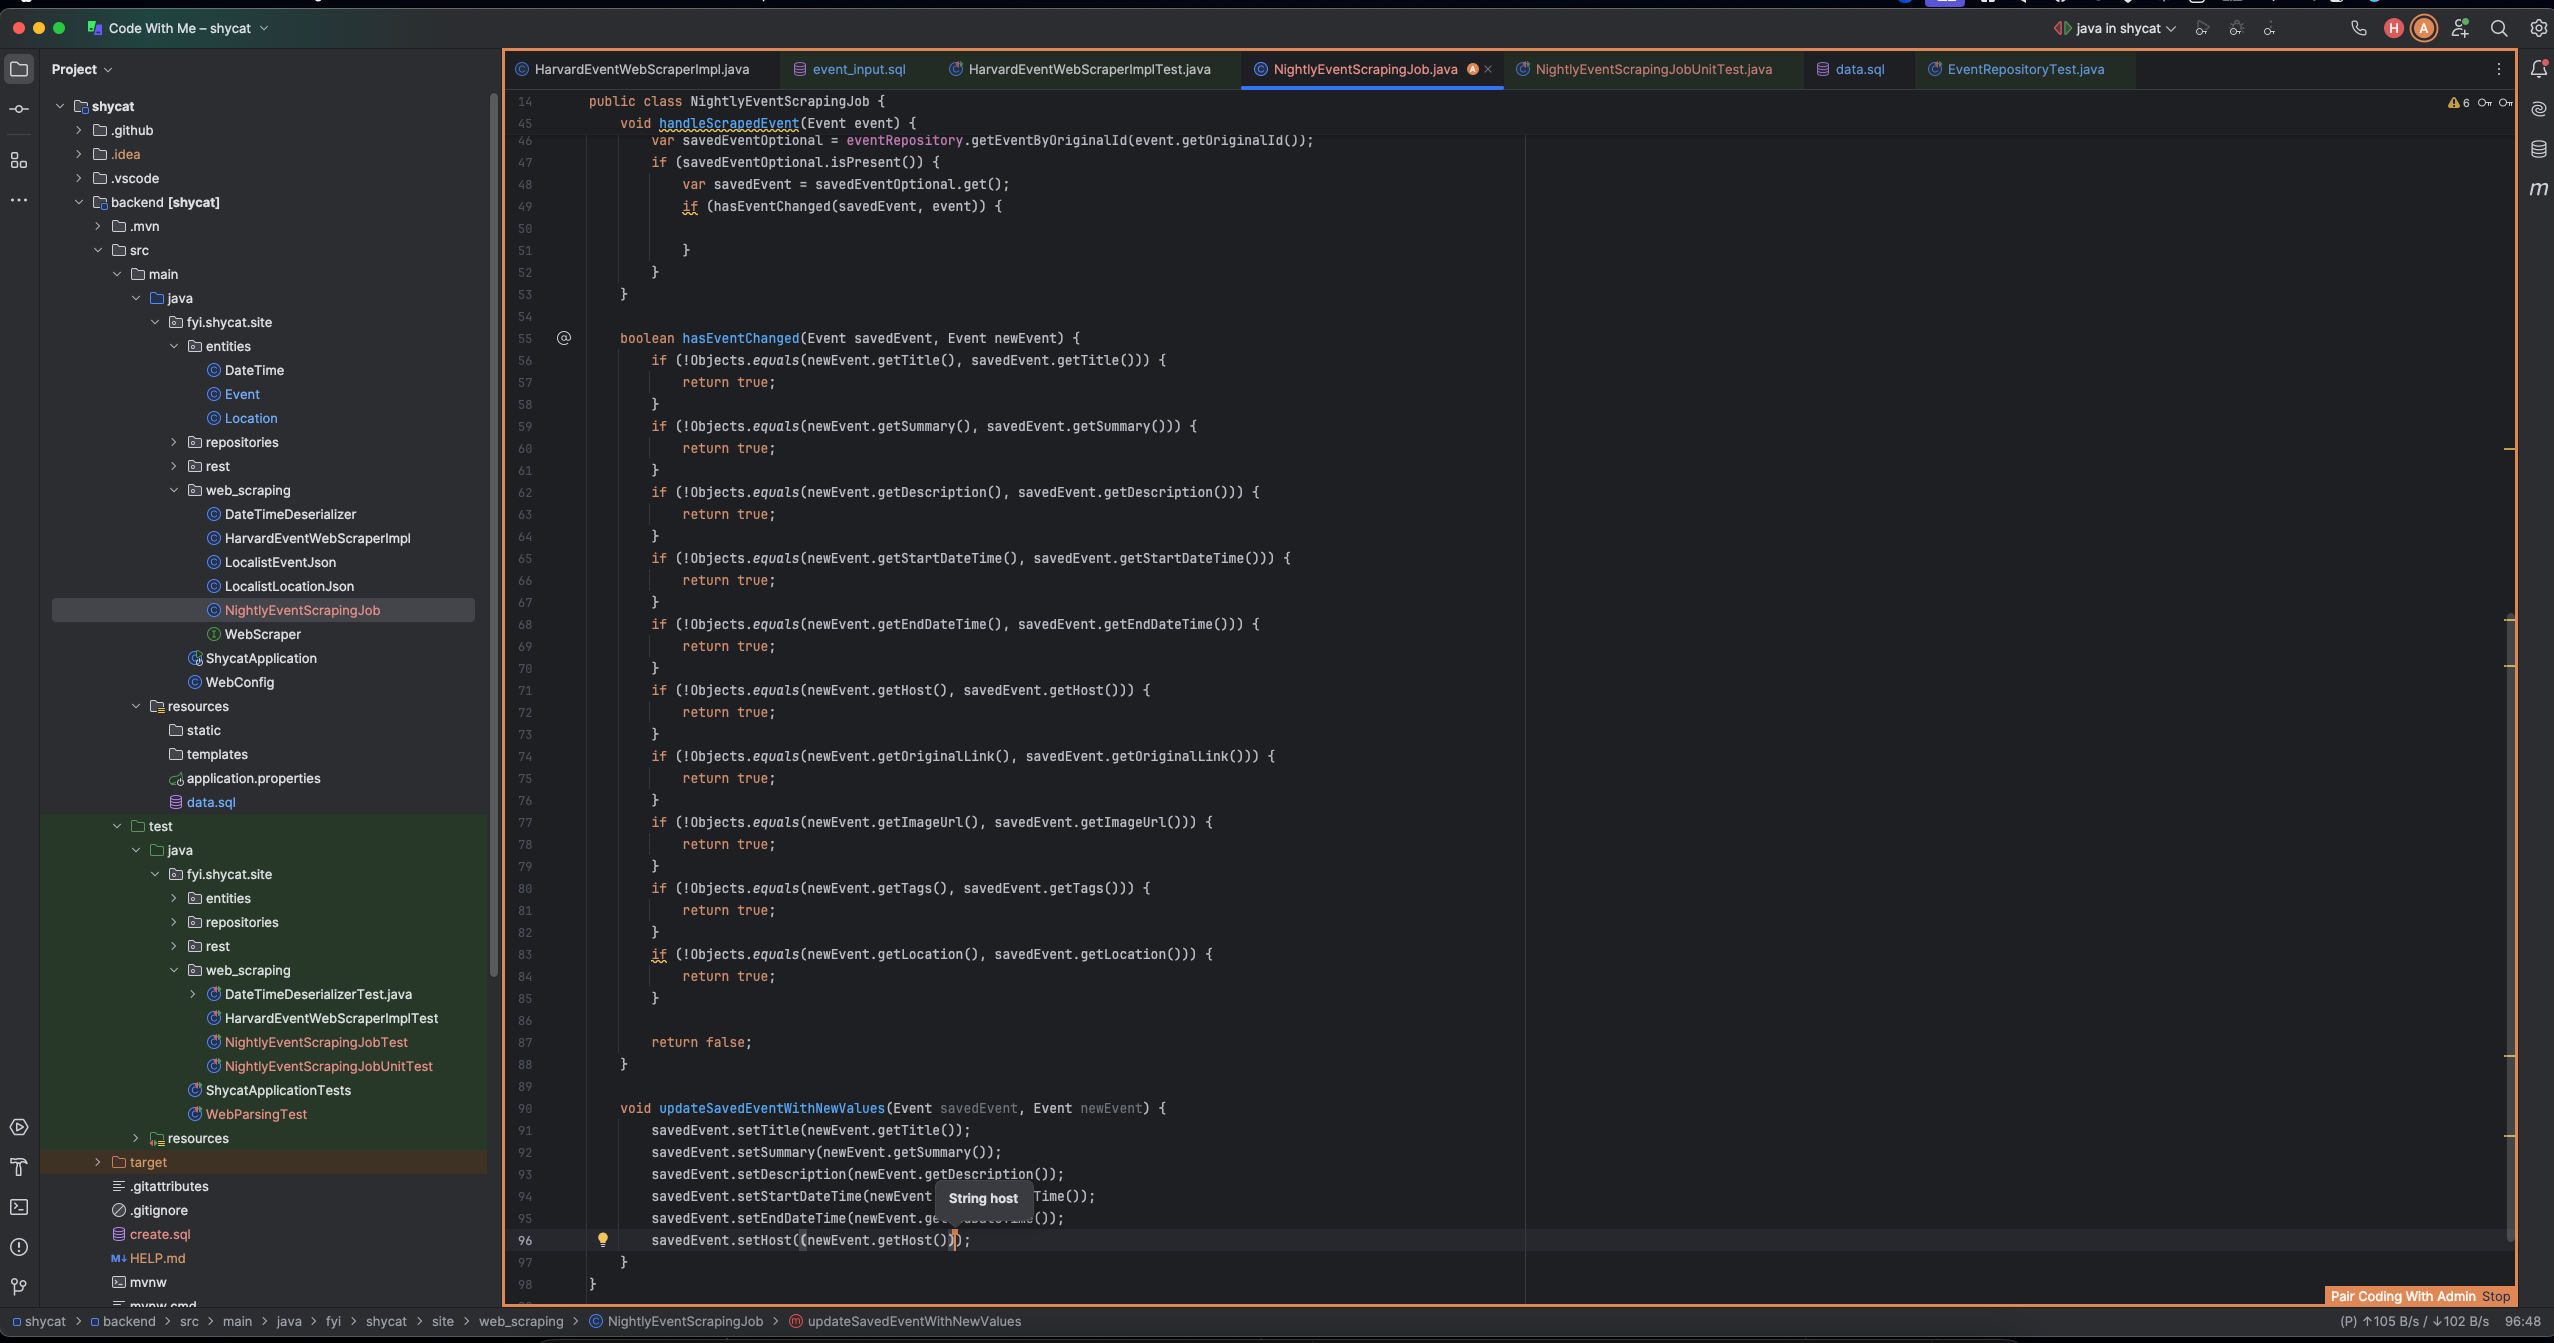 Code With Me – shycat
java in shycat
H
A
Project
shycat
.github
.idea
.vscode
backend [shycat]
.mvn
src
main
java
fyi.shycat.site
entities
DateTime
Event
Location
repositories
rest
web_scraping
DateTimeDeserializer
HarvardEventWebScraperImpl
LocalistEventJson
LocalistLocationJson
NightlyEventScrapingJob
WebScraper
ShycatApplication
WebConfig
resources
static
templates
application.properties
data.sql
test
java
fyi.shycat.site
entities
repositories
rest
web_scraping
DateTimeDeserializerTest.java
HarvardEventWebScraperImplTest
NightlyEventScrapingJobTest
NightlyEventScrapingJobUnitTest
ShycatApplicationTests
WebParsingTest
resources
target
.gitattributes
.gitignore
create.sql
HELP.md
mvnw
mvnw.cmd
HarvardEventWebScraperImpl.java event_input.sql HarvardEventWebScraperImplTest.java NightlyEventScrapingJob.java A NightlyEventScrapingJobUnitTest.java data.sql EventRepositoryTest.java
6
14 public class NightlyEventScrapingJob {
45 void handleScrapedEvent(Event event) {
46 var savedEventOptional = eventRepository.getEventByOriginalId(event.getOriginalId());
47 if (savedEventOptional.isPresent()) {
48 var savedEvent = savedEventOptional.get();
49 if (hasEventChanged(savedEvent, event)) {
50
51 }
52 }
53 }
54
55 @ boolean hasEventChanged(Event savedEvent, Event newEvent) {
56 if (!Objects.equals(newEvent.getTitle(), savedEvent.getTitle())) {
57 return true;
58 }
59 if (!Objects.equals(newEvent.getSummary(), savedEvent.getSummary())) {
60 return true;
61 }
62 if (!Objects.equals(newEvent.getDescription(), savedEvent.getDescription())) {
63 return true;
64 }
65 if (!Objects.equals(newEvent.getStartDateTime(), savedEvent.getStartDateTime())) {
66 return true;
67 }
68 if (!Objects.equals(newEvent.getEndDateTime(), savedEvent.getEndDateTime())) {
69 return true;
70 }
71 if (!Objects.equals(newEvent.getHost(), savedEvent.getHost())) {
72 return true;
73 }
74 if (!Objects.equals(newEvent.getOriginalLink(), savedEvent.getOriginalLink())) {
75 return true;
76 }
77 if (!Objects.equals(newEvent.getImageUrl(), savedEvent.getImageUrl())) {
78 return true;
79 }
80 if (!Objects.equals(newEvent.getTags(), savedEvent.getTags())) {
81 return true;
82 }
83 if (!Objects.equals(newEvent.getLocation(), savedEvent.getLocation())) {
84 return true;
85 }
86
87 return false;
88 }
89
90 void updateSavedEventWithNewValues(Event savedEvent, Event newEvent) {
91 savedEvent.setTitle(newEvent.getTitle());
92 savedEvent.setSummary(newEvent.getSummary());
93 savedEvent.setDescription(newEvent.getDescription());
94 savedEvent.setStartDateTime(newEvent Time());
String host
95 savedEvent.setEndDateTime(newEvent.getEndDateTime());
96 savedEvent.setHost((newEvent.getHost()));
97 }
98 }
Pair Coding With Admin Stop
shycat > backend > src > main > java > fyi > shycat > site > web_scraping > NightlyEventScrapingJob > updateSavedEventWithNewValues
(P) ↑105 B/s / ↓102 B/s 96:48